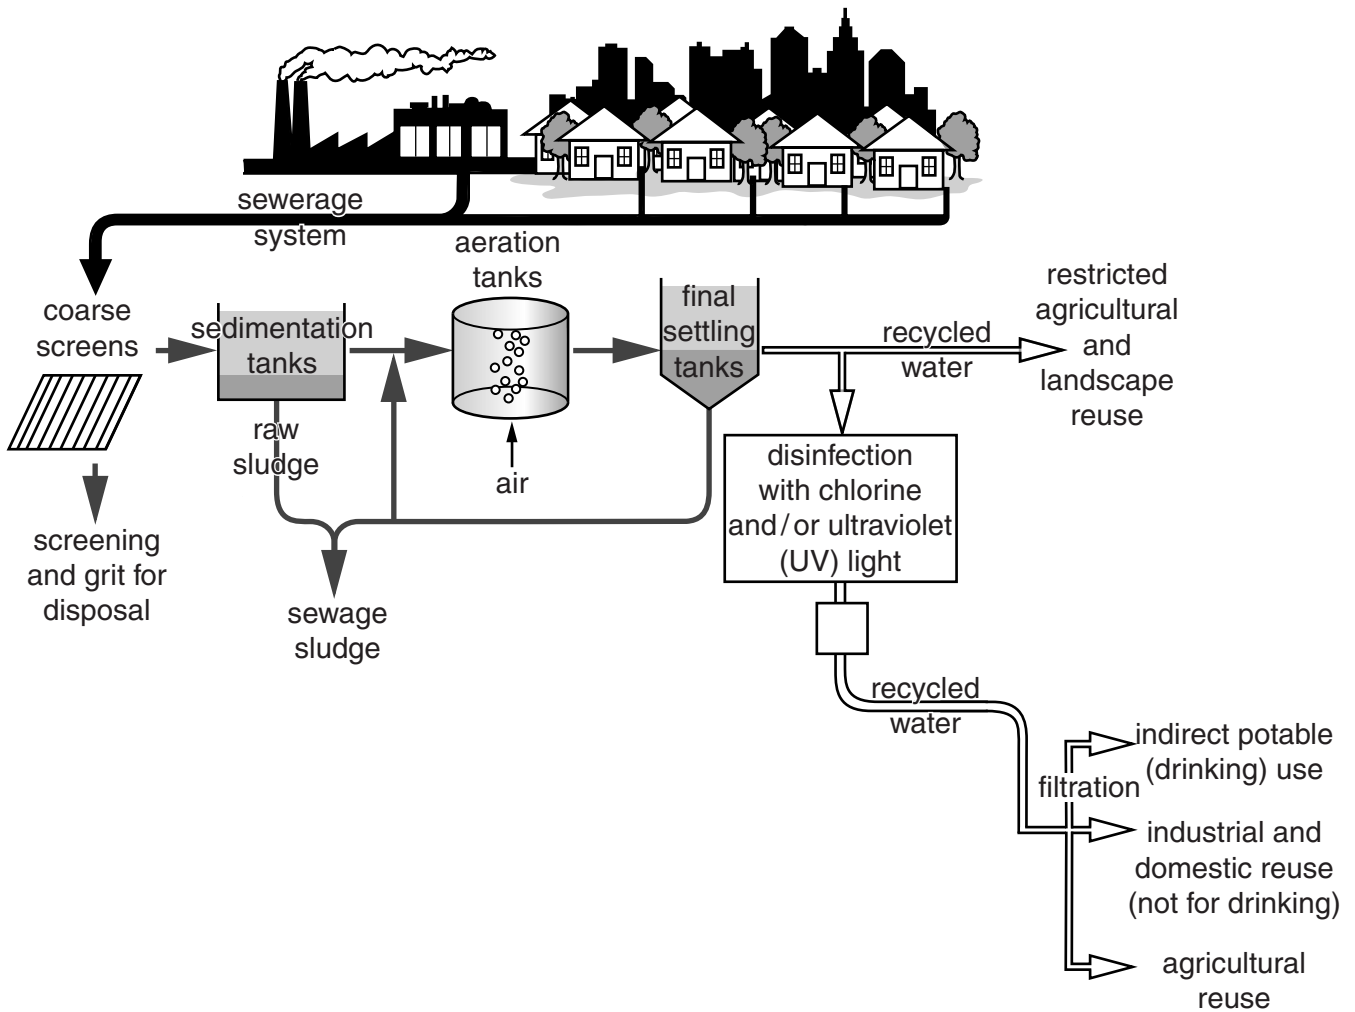 sewerage
system
aeration
tanks
coarse
screens
sedimentation
tanks
final
settling
tanks
recycled
water
restricted
agricultural
and
landscape
reuse
raw
sludge
air
disinfection
with chlorine
and/or ultraviolet
(UV) light
screening
and grit for
disposal
sewage
sludge
recycled
water
indirect potable
(drinking) use
filtration
industrial and
domestic reuse
(not for drinking)
agricultural
reuse